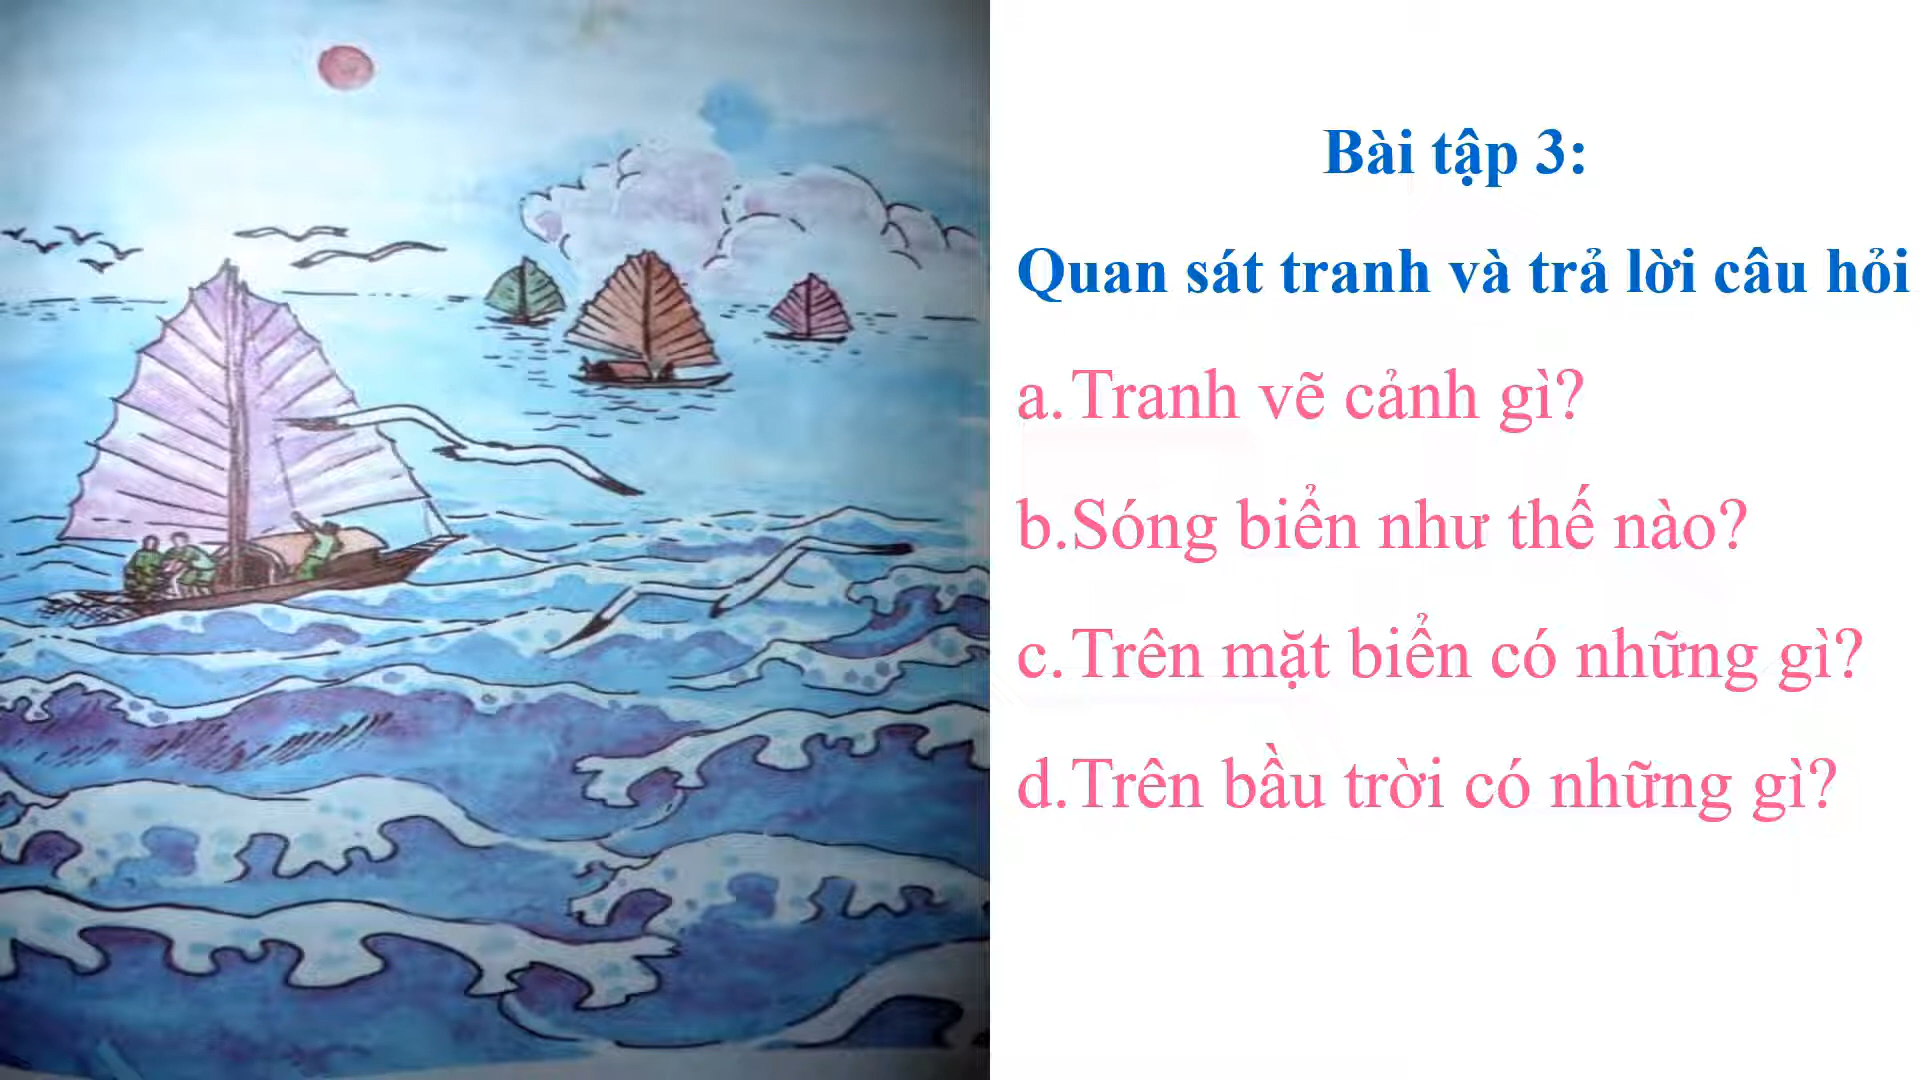 Bài tập 3:
Quan sát tranh và trả lời câu hỏi
a. Tranh vẽ cảnh gì?
b. Sóng biển như thế nào?
c. Trên mặt biển có những gì?
d. Trên bầu trời có những gì?